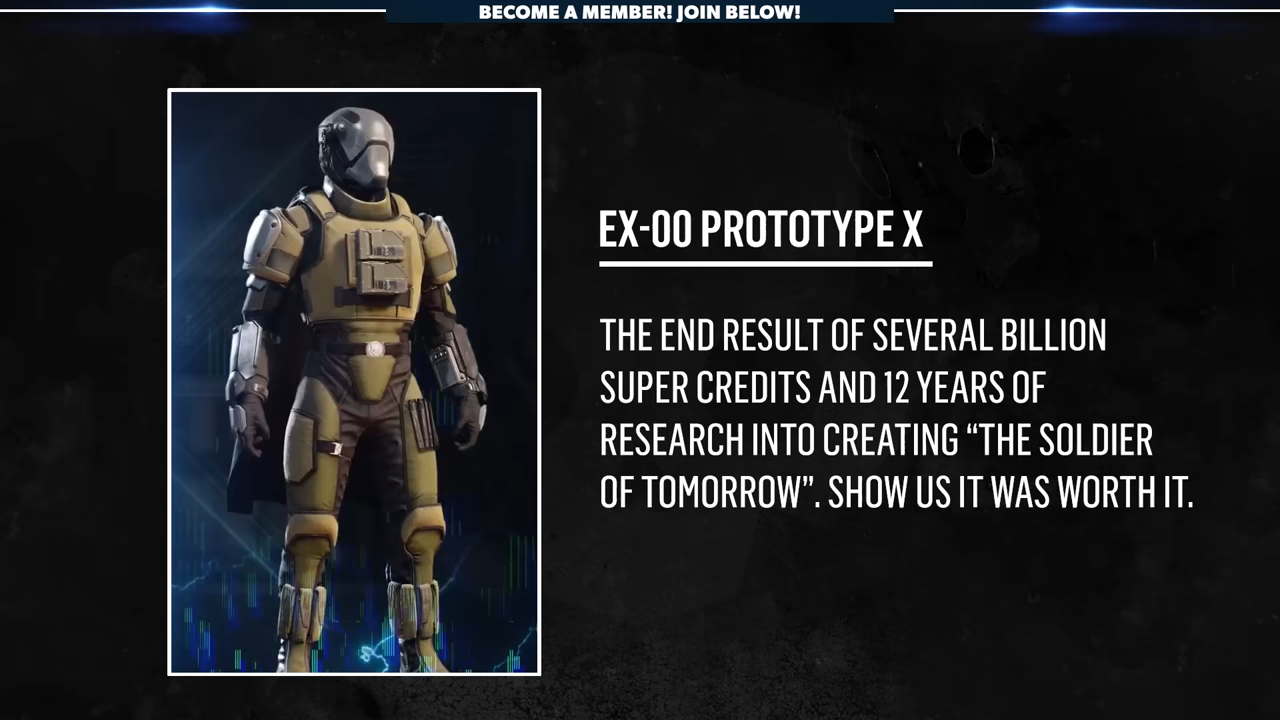 BECOME A MEMBER! JOIN BELOW!
EX-00 PROTOTYPE X
THE END RESULT OF SEVERAL BILLION
SUPER CREDITS AND 12 YEARS OF
RESEARCH INTO CREATING “THE SOLDIER
OF TOMORROW”. SHOW US IT WAS WORTH IT.